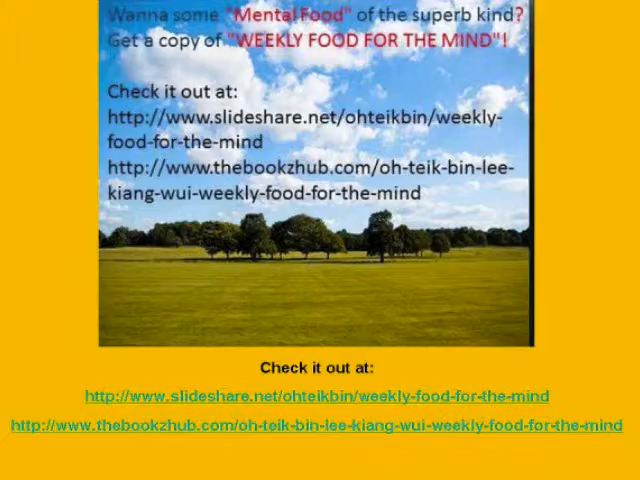 Wanna some "Mental Food" of the superb kind?
Get a copy of "WEEKLY FOOD FOR THE MIND"!
Check it out at:
http://www.slideshare.net/ohteikbin/weekly-
food-for-the-mind
http://www.thebookzhub.com/oh-teik-bin-lee-
kiang-wui-weekly-food-for-the-mind
Check it out at:
http://www.slideshare.net/ohteikbin/weekly-food-for-the-mind
http://www.thebookzhub.com/oh-teik-bin-lee-kiang-wui-weekly-food-for-the-mind